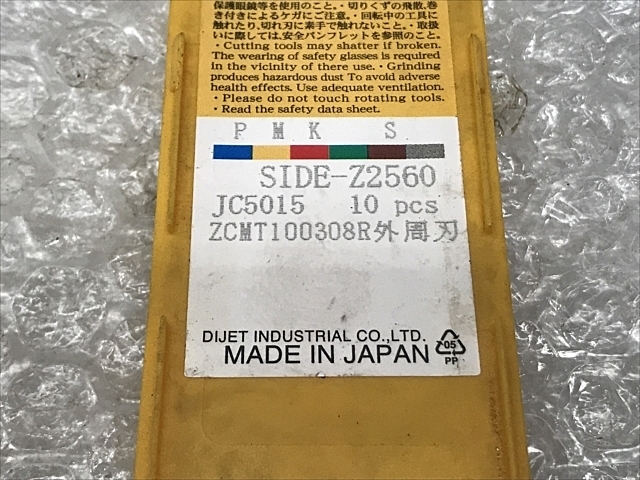 保護眼鏡等を使用のこと。・切りくずの飛散、巻
き付きによるケガにご注意。・回転中の工具に
触れたり、切れ刃に素手で触れないこと。・取扱
いに際しては、安全パンフレットを参照のこと。
・Cutting tools may shatter if broken.
The wearing of safety glasses is required
in the vicinity of there use. ・Grinding
produces hazardous dust To avoid adverse
health effects. Use adequate ventilation.
・Please do not touch rotating tools.
・Read the safety data sheet.
P M K S
SIDE-Z2560
JC5015 10 pcs
ZCMT100308R外周刃
DIJET INDUSTRIAL CO.,LTD.
MADE IN JAPAN
05
PP